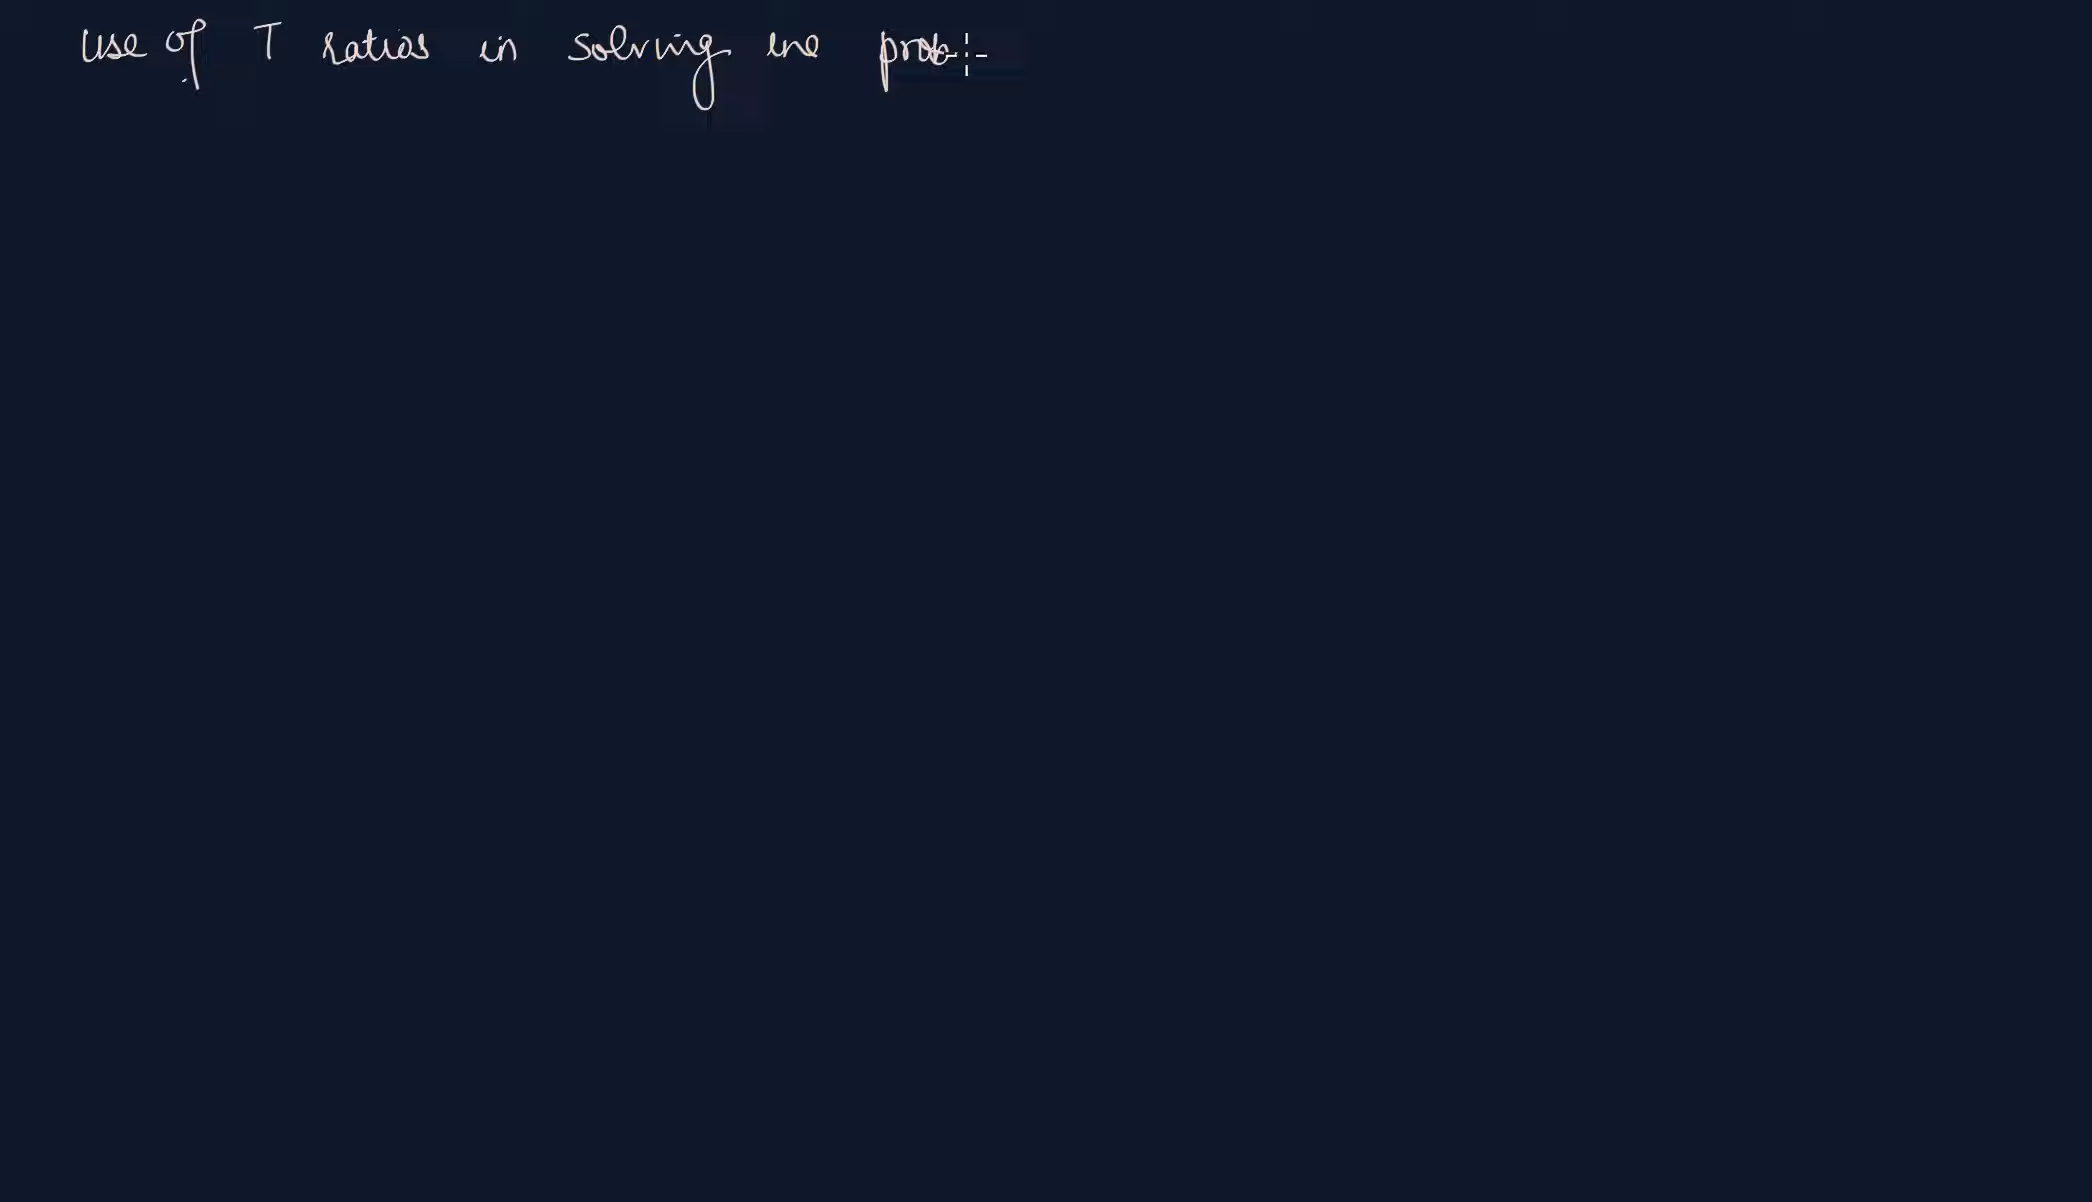 use of T ratios in solving the prob